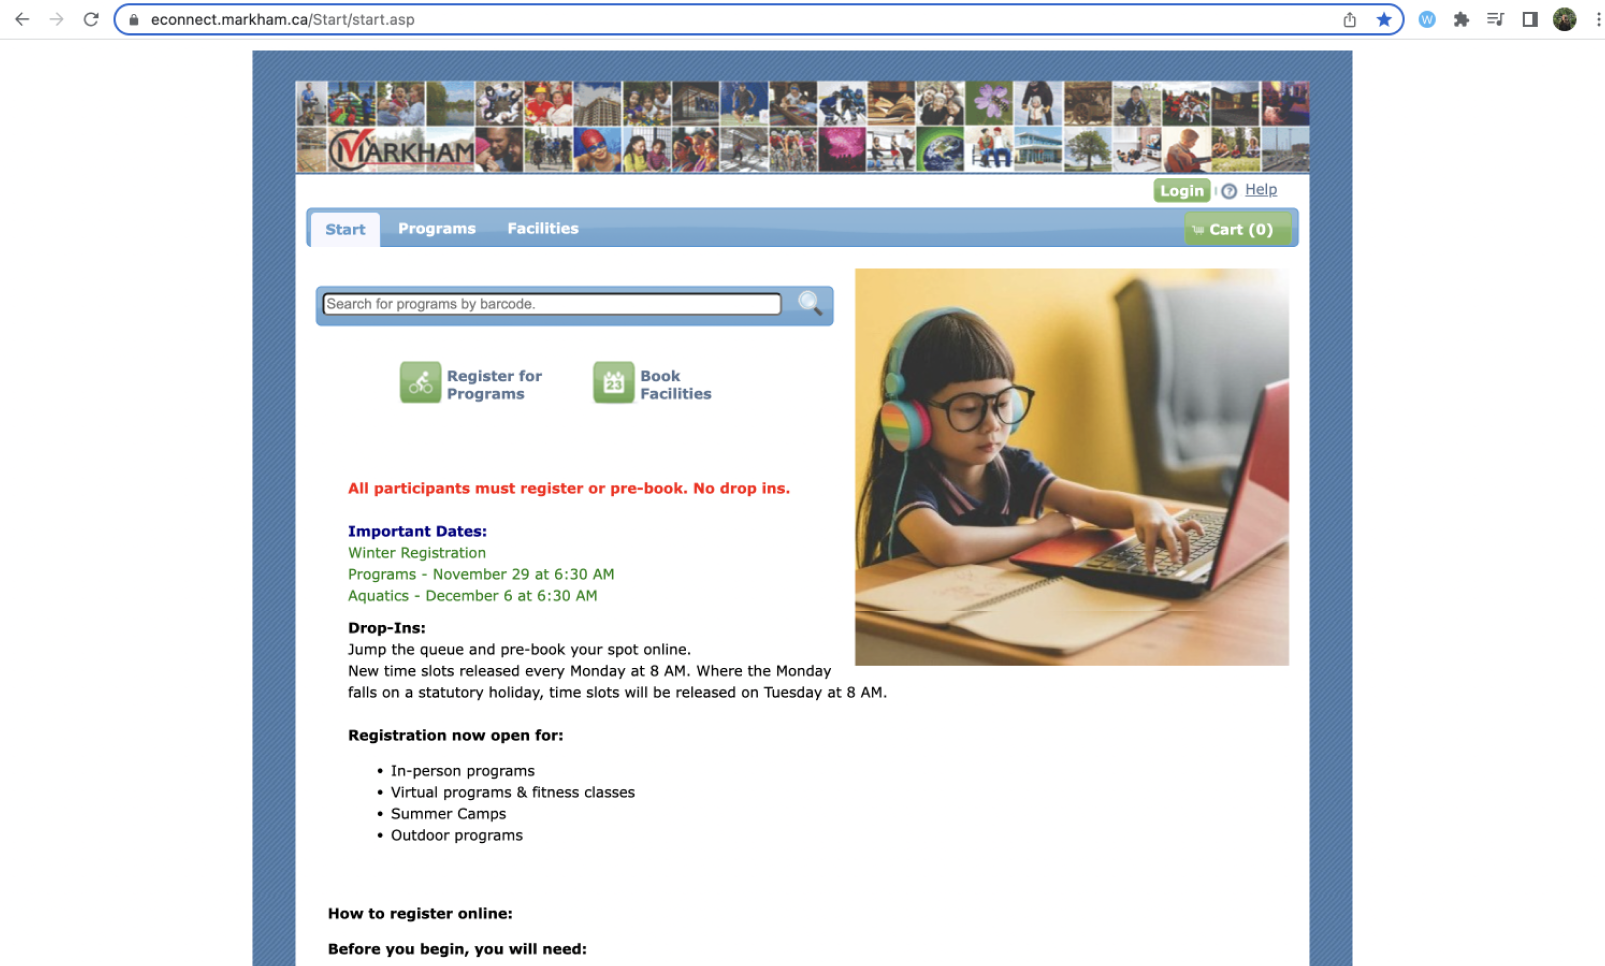 econnect.markham.ca/Start/start.asp
W
MARKHAM
Login
? Help
Start Programs Facilities
Cart (0)
Search for programs by barcode.
Register for
Programs
23
Book
Facilities
All participants must register or pre-book. No drop ins.
Important Dates:
Winter Registration
Programs - November 29 at 6:30 AM
Aquatics - December 6 at 6:30 AM
Drop-Ins:
Jump the queue and pre-book your spot online.
New time slots released every Monday at 8 AM. Where the Monday
falls on a statutory holiday, time slots will be released on Tuesday at 8 AM.
Registration now open for:
• In-person programs
• Virtual programs & fitness classes
• Summer Camps
• Outdoor programs
How to register online:
Before you begin, you will need: